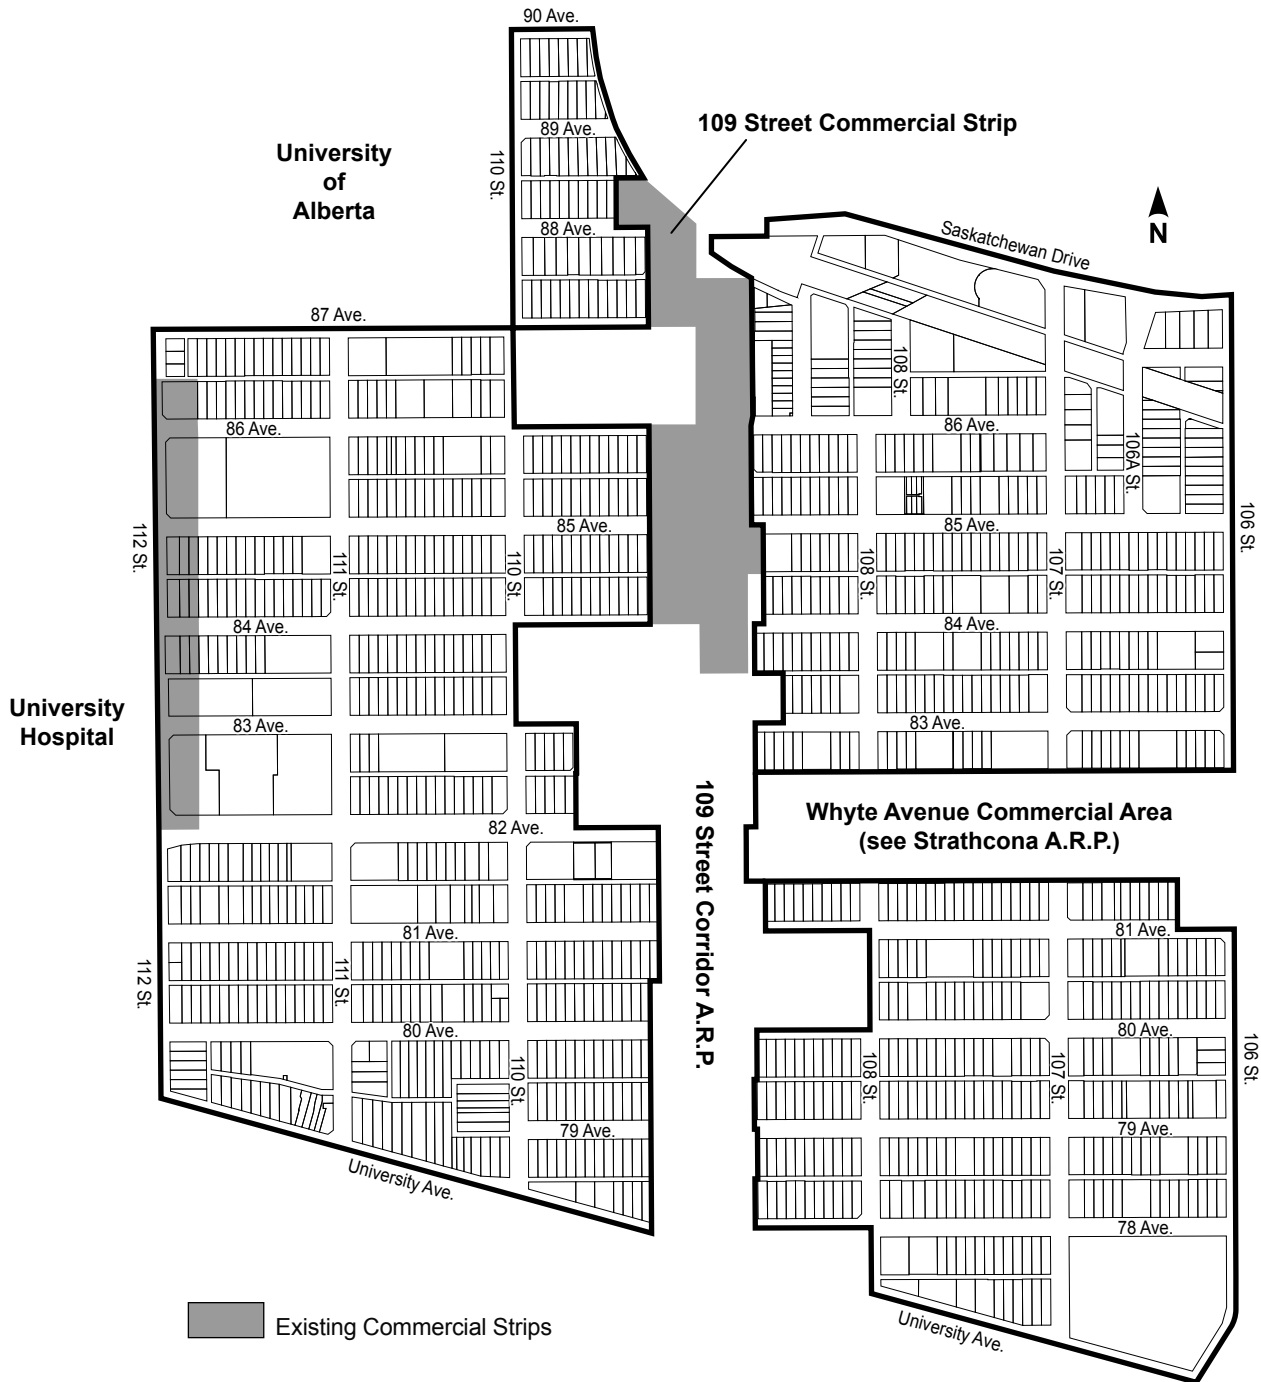 90 Ave.
109 Street Commercial Strip
89 Ave.
University
of
Alberta
110 St.
88 Ave.
N
Saskatchewan Drive
87 Ave.
108 St.
86 Ave.
86 Ave.
106A St.
85 Ave.
85 Ave.
112 St.
111 St.
110 St.
108 St.
107 St.
106 St.
84 Ave.
84 Ave.
University
Hospital
83 Ave.
83 Ave.
109 Street Corridor A.R.P.
Whyte Avenue Commercial Area
(see Strathcona A.R.P.)
82 Ave.
81 Ave.
81 Ave.
112 St.
111 St.
80 Ave.
80 Ave.
110 St.
108 St.
107 St.
106 St.
79 Ave.
79 Ave.
University Ave.
78 Ave.
University Ave.
Existing Commercial Strips